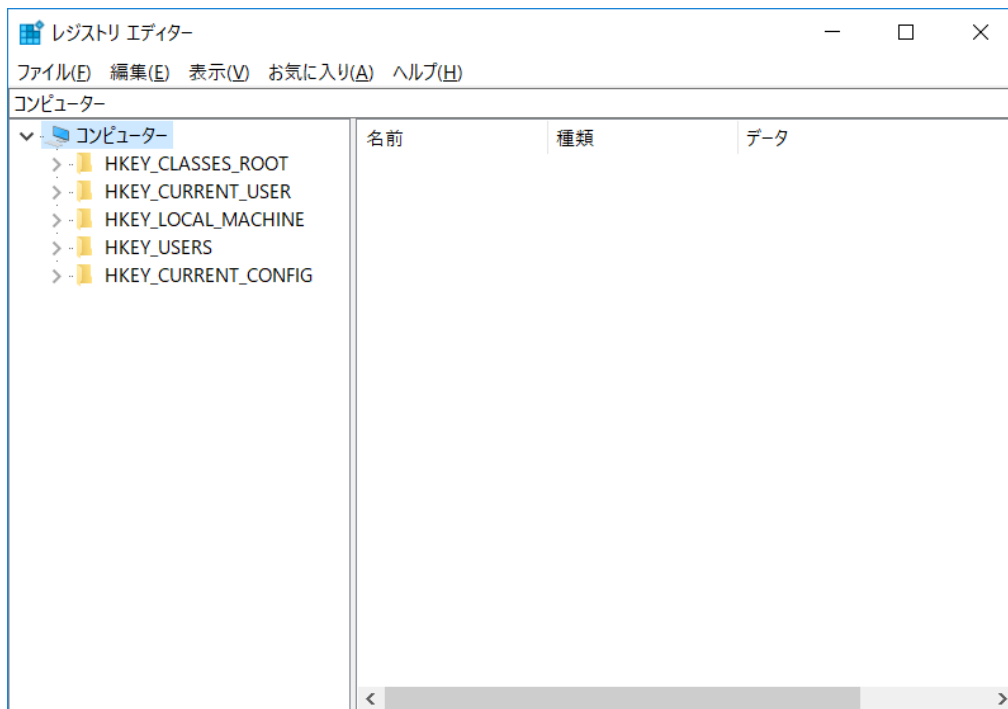 レジストリ エディター
ファイル(F) 編集(E) 表示(V) お気に入り(A) ヘルプ(H)
コンピューター
コンピューター
HKEY_CLASSES_ROOT
HKEY_CURRENT_USER
HKEY_LOCAL_MACHINE
HKEY_USERS
HKEY_CURRENT_CONFIG
名前 種類 データ